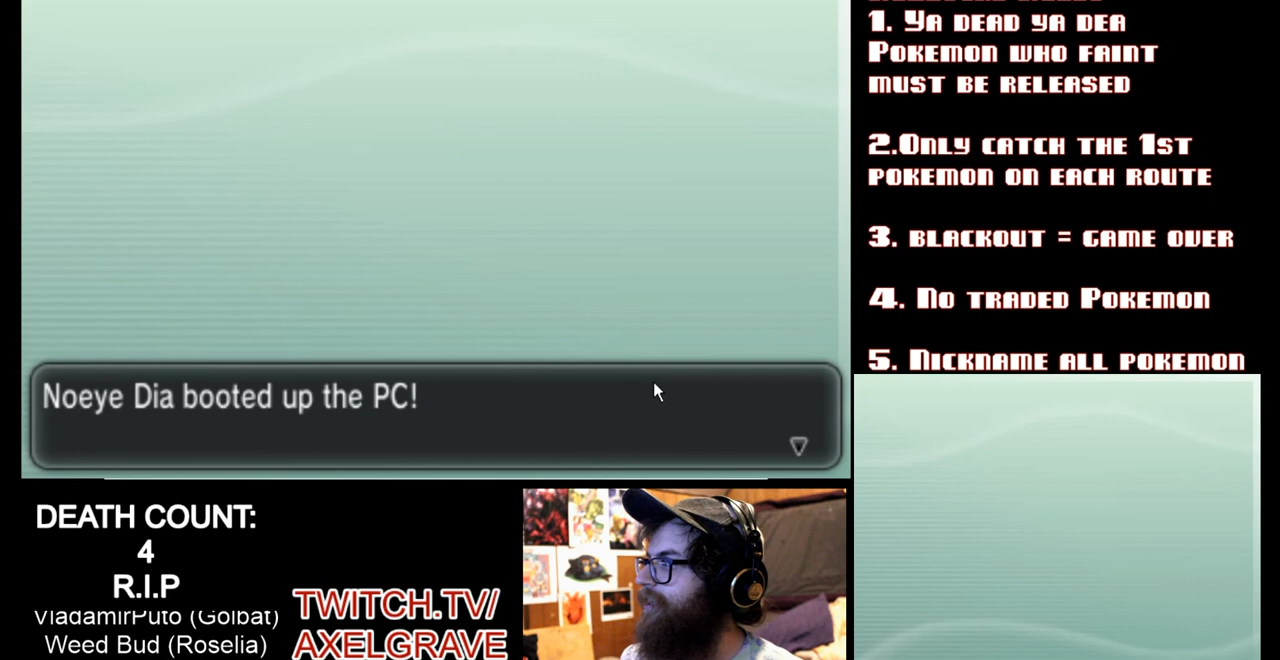 1. Ya dead ya dea
Pokemon who faint
must be released
2.Only catch the 1st
pokemon on each route
3. blackout = game over
4. No traded Pokemon
5. Nickname all pokemon
Noeye Dia booted up the PC!
DEATH COUNT:
4
R.I.P
VladamirPuto (Golbat)
Weed Bud (Roselia)
TWITCH.TV/
AXELGRAVE